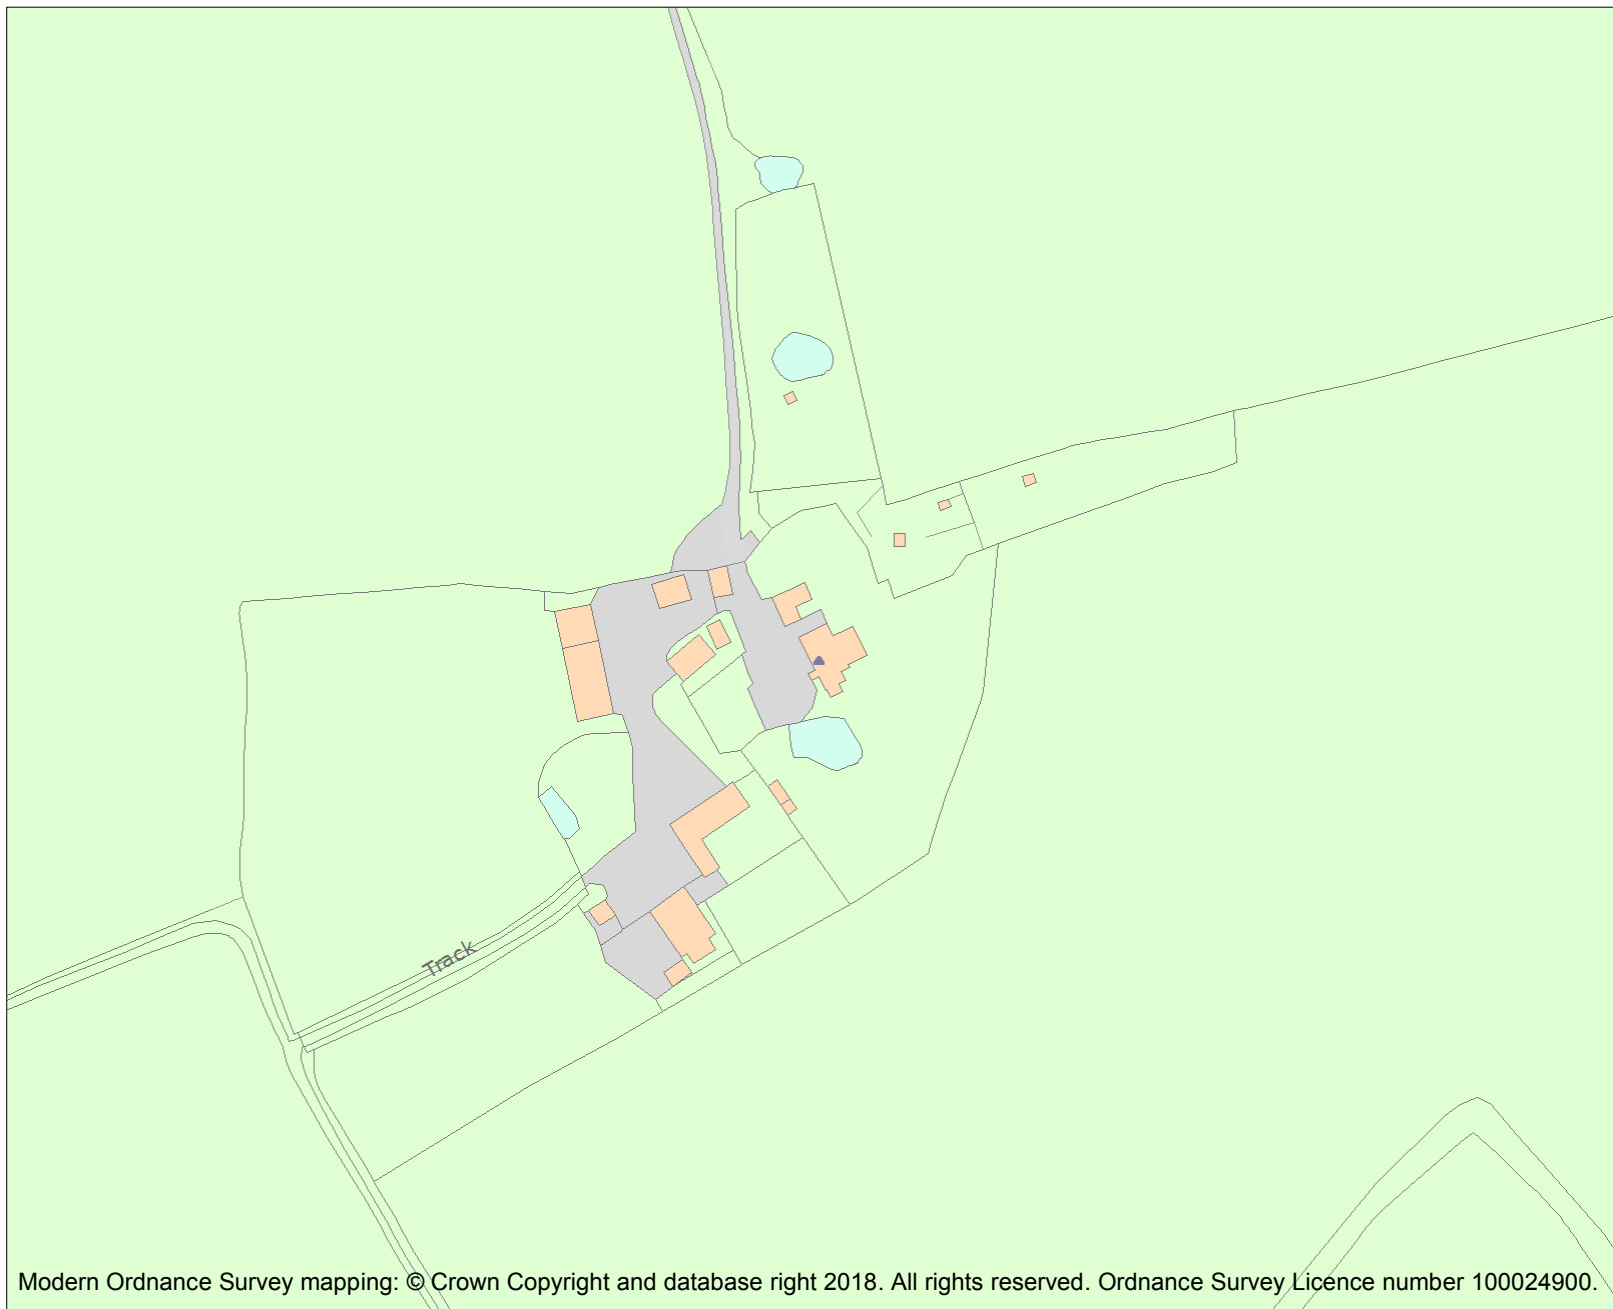 Track
Modern Ordnance Survey mapping: © Crown Copyright and database right 2018. All rights reserved. Ordnance Survey Licence number 100024900.